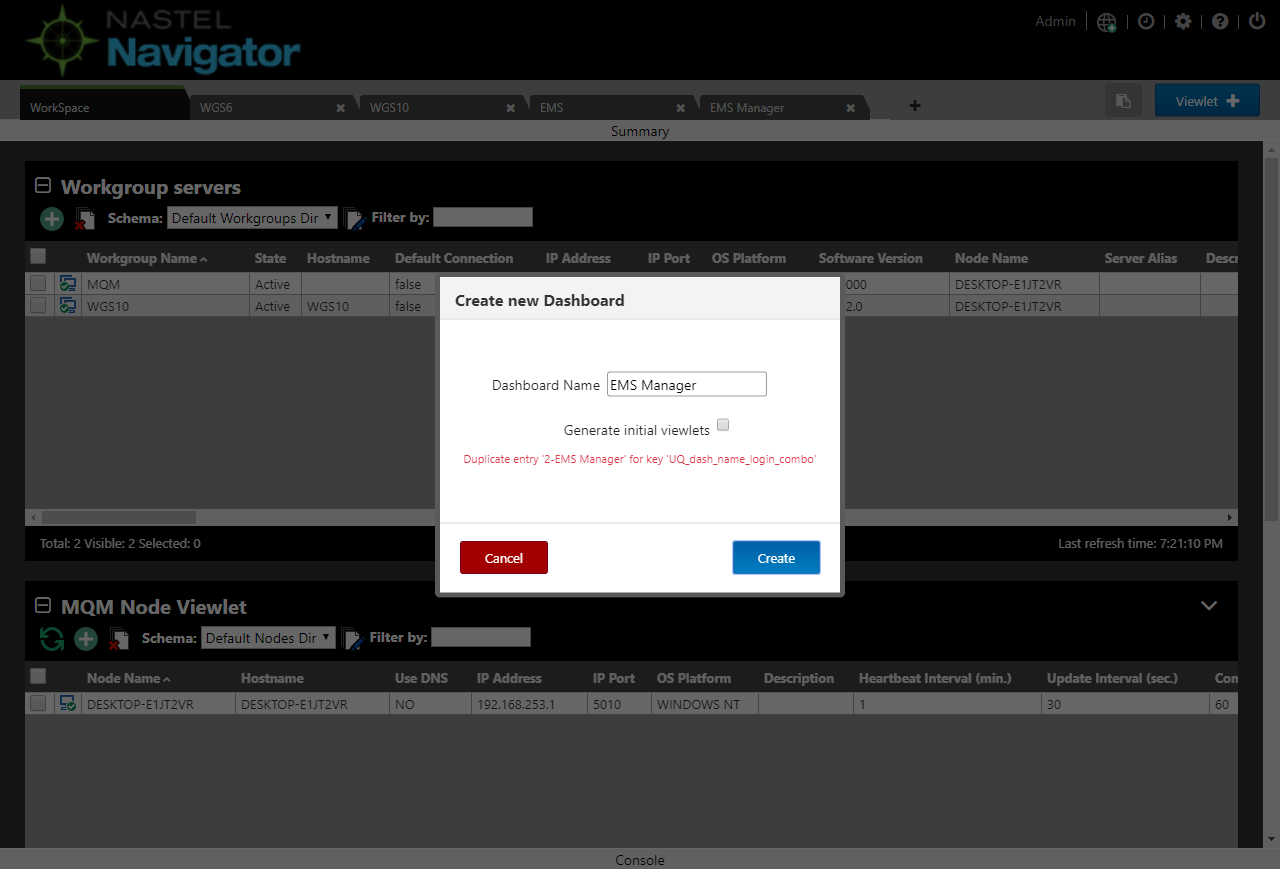 NASTEL
Navigator
Admin
WorkSpace WGS6 WGS10 EMS EMS Manager Viewlet
Summary
Workgroup servers
Schema: Default Workgroups Dir Filter by:
Workgroup Name State Hostname Default Connection IP Address IP Port OS Platform Software Version Node Name Server Alias Descr
MQM Active false 000 DESKTOP-E1JT2VR
WGS10 Active WGS10 false 2.0 DESKTOP-E1JT2VR
Create new Dashboard
Dashboard Name EMS Manager
Generate initial viewlets
Duplicate entry '2-EMS Manager' for key 'UQ_dash_name_login_combo'
Cancel Create
Total: 2 Visible: 2 Selected: 0 Last refresh time: 7:21:10 PM
MQM Node Viewlet
Schema: Default Nodes Dir Filter by:
Node Name Hostname Use DNS IP Address IP Port OS Platform Description Heartbeat Interval (min.) Update Interval (sec.) Con
DESKTOP-E1JT2VR DESKTOP-E1JT2VR NO 192.168.253.1 5010 WINDOWS NT 1 30 60
Console